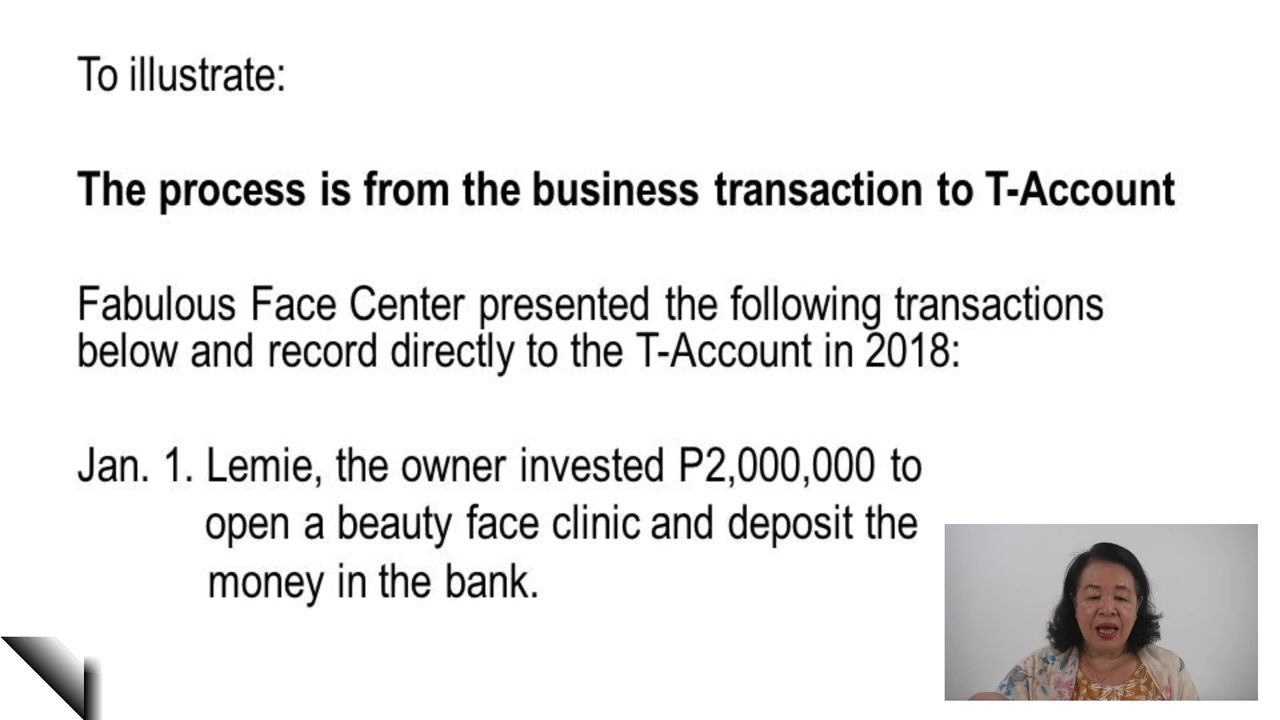 To illustrate:
The process is from the business transaction to T-Account
Fabulous Face Center presented the following transactions
below and record directly to the T-Account in 2018:
Jan. 1. Lemie, the owner invested P2,000,000 to
open a beauty face clinic and deposit the
money in the bank.